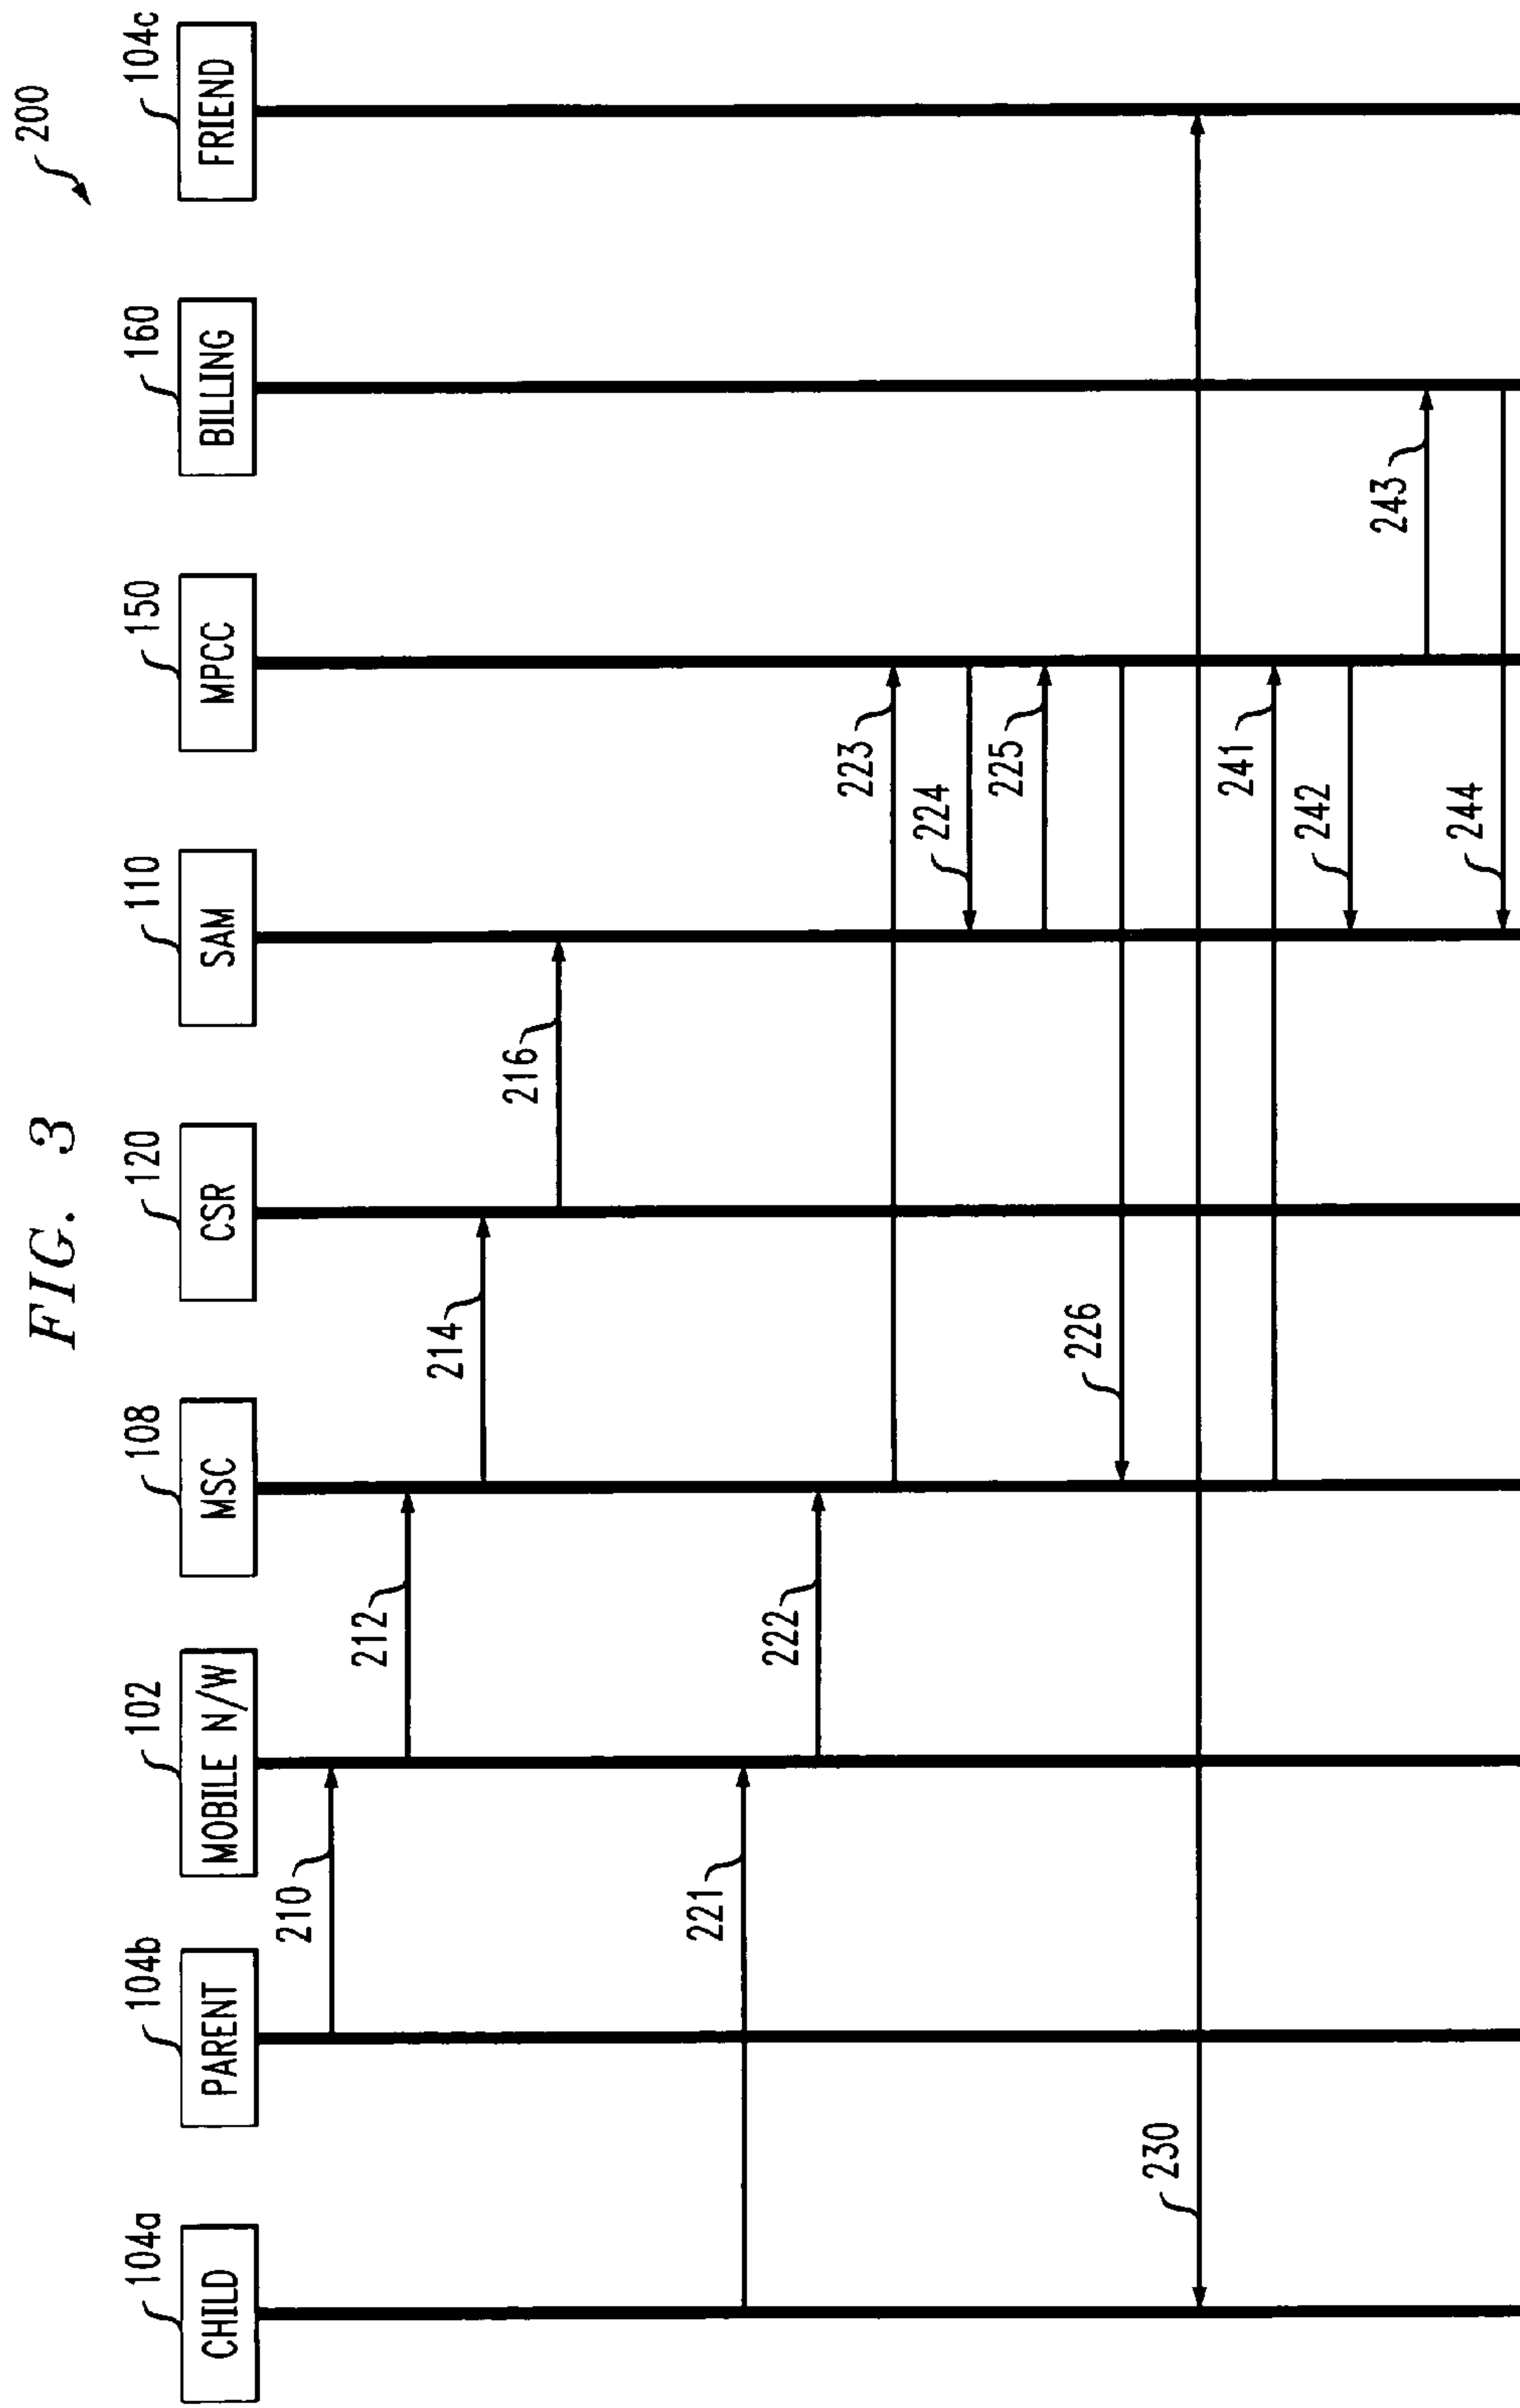 FIG. 3
200
104a
104b
102
108
120
110
150
160
104c
CHILD
PARENT
MOBILE N/W
MSC
CSR
SAM
MPCC
BILLING
FRIEND
210
212
214
216
221
222
223
224
225
226
230
241
242
243
244